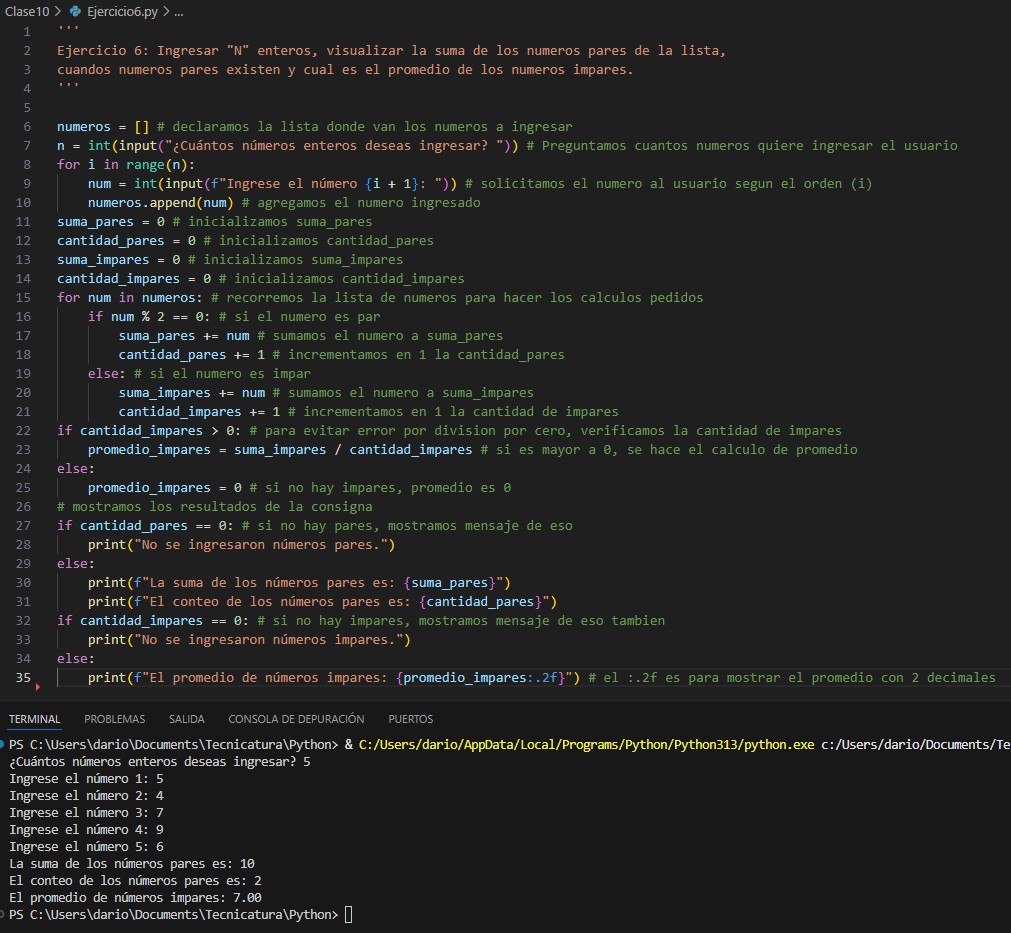 Clase10 > Ejercicio6.py > ...
1 '''
2 Ejercicio 6: Ingresar "N" enteros, visualizar la suma de los numeros pares de la lista,
3 cuandos numeros pares existen y cual es el promedio de los numeros impares.
4 '''
5
6 numeros = [] # declaramos la lista donde van los numeros a ingresar
7 n = int(input("¿Cuántos números enteros deseas ingresar? ")) # Preguntamos cuantos numeros quiere ingresar el usuario
8 for i in range(n):
9     num = int(input(f"Ingrese el número {i + 1}: ")) # solicitamos el numero al usuario segun el orden (i)
10     numeros.append(num) # agregamos el numero ingresado
11 suma_pares = 0 # inicializamos suma_pares
12 cantidad_pares = 0 # inicializamos cantidad_pares
13 suma_impares = 0 # inicializamos suma_impares
14 cantidad_impares = 0 # inicializamos cantidad_impares
15 for num in numeros: # recorremos la lista de numeros para hacer los calculos pedidos
16     if num % 2 == 0: # si el numero es par
17         suma_pares += num # sumamos el numero a suma_pares
18         cantidad_pares += 1 # incrementamos en 1 la cantidad_pares
19     else: # si el numero es impar
20         suma_impares += num # sumamos el numero a suma_impares
21         cantidad_impares += 1 # incrementamos en 1 la cantidad de impares
22 if cantidad_impares > 0: # para evitar error por division por cero, verificamos la cantidad de impares
23     promedio_impares = suma_impares / cantidad_impares # si es mayor a 0, se hace el calculo de promedio
24 else:
25     promedio_impares = 0 # si no hay impares, promedio es 0
26 # mostramos los resultados de la consigna
27 if cantidad_pares == 0: # si no hay pares, mostramos mensaje de eso
28     print("No se ingresaron números pares.")
29 else:
30     print(f"La suma de los números pares es: {suma_pares}")
31     print(f"El conteo de los números pares es: {cantidad_pares}")
32 if cantidad_impares == 0: # si no hay impares, mostramos mensaje de eso tambien
33     print("No se ingresaron números impares.")
34 else:
35     print(f"El promedio de números impares: {promedio_impares:.2f}") # el :.2f es para mostrar el promedio con 2 decimales
TERMINAL PROBLEMAS SALIDA CONSOLA DE DEPURACIÓN PUERTOS
PS C:\Users\dario\Documents\Tecnicatura\Python> & C:/Users/dario/AppData/Local/Programs/Python/Python313/python.exe c:/Users/dario/Documents/Te
¿Cuántos números enteros deseas ingresar? 5
Ingrese el número 1: 5
Ingrese el número 2: 4
Ingrese el número 3: 7
Ingrese el número 4: 9
Ingrese el número 5: 6
La suma de los números pares es: 10
El conteo de los números pares es: 2
El promedio de números impares: 7.00
PS C:\Users\dario\Documents\Tecnicatura\Python>